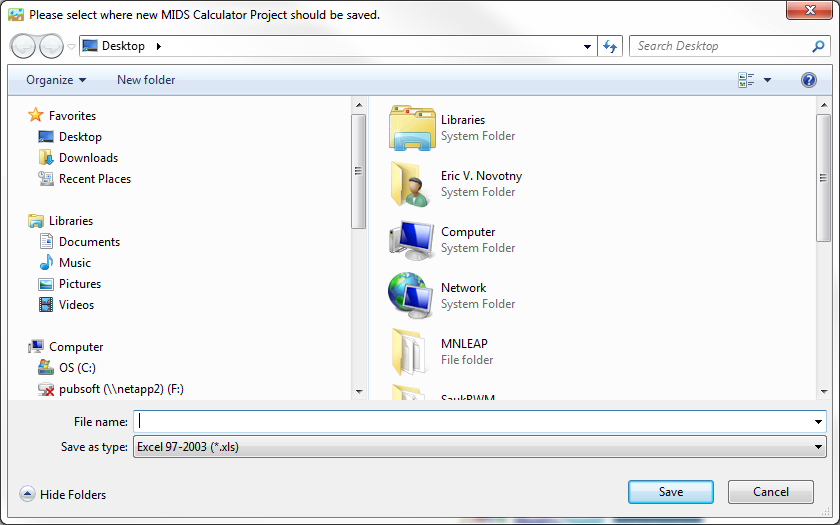 Please select where new MIDS Calculator Project should be saved.
Desktop
Search Desktop
Organize
New folder
Favorites
Desktop
Downloads
Recent Places
Libraries
Documents
Music
Pictures
Videos
Computer
OS (C:)
pubsoft (\\netapp2) (F:)
Libraries
System Folder
Eric V. Novotny
System Folder
Computer
System Folder
Network
System Folder
MNLEAP
File folder
File name:
Save as type: Excel 97-2003 (*.xls)
Hide Folders
Save
Cancel